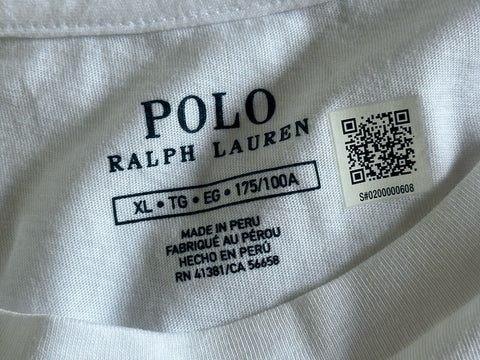 POLO
RALPH LAUREN
XL • TG • EG • 175/100A
MADE IN PERU
FABRIQUÉ AU PÉROU
HECHO EN PERÚ
RN 41381/CA 56658
S#0200000608